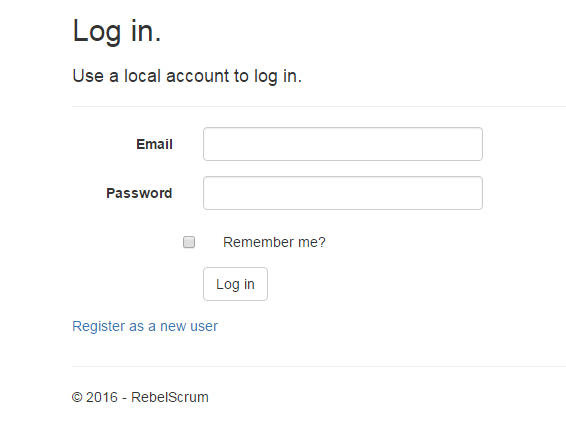 Log in.
Use a local account to log in.
Email
Password
Remember me?
Log in
Register as a new user
© 2016 - RebelScrum